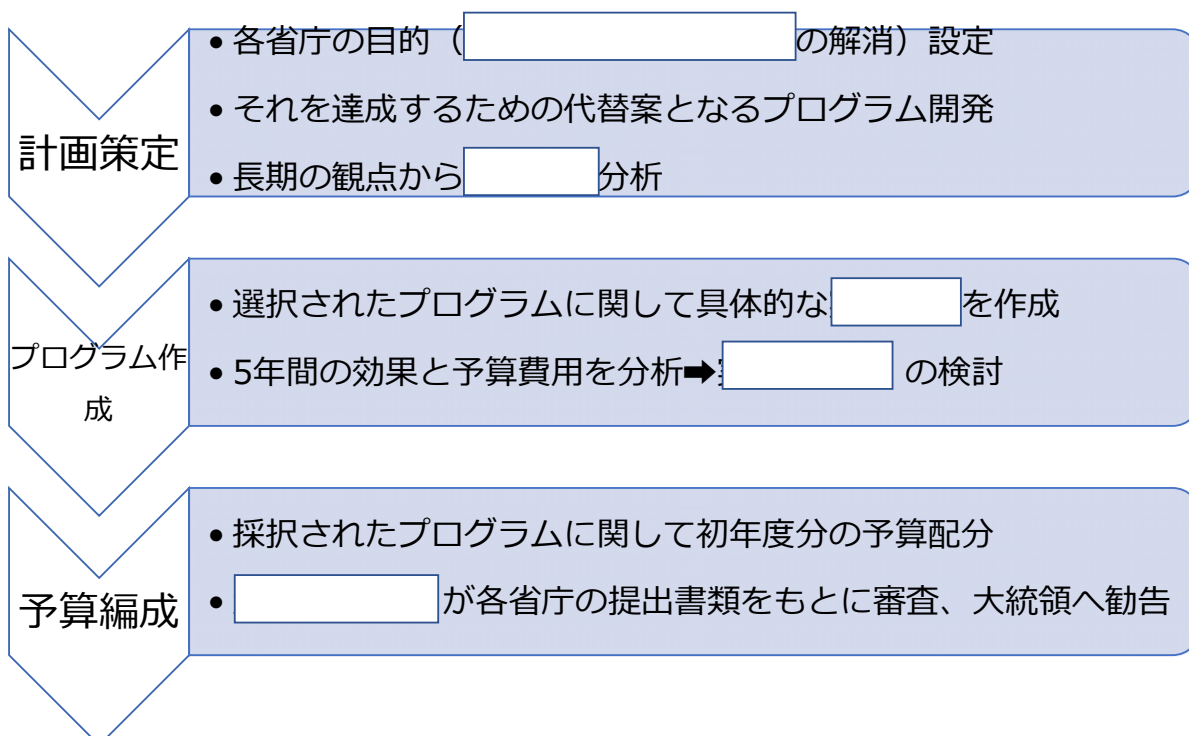 計画策定
• 各省庁の目的（
の解消）設定
• それを達成するための代替案となるプログラム開発
• 長期の観点から
分析
プログラム作
成
• 選択されたプログラムに関して具体的な
を作成
• 5年間の効果と予算費用を分析➡
の検討
予算編成
• 採択されたプログラムに関して初年度分の予算配分
•
が各省庁の提出書類をもとに審査、大統領へ勧告